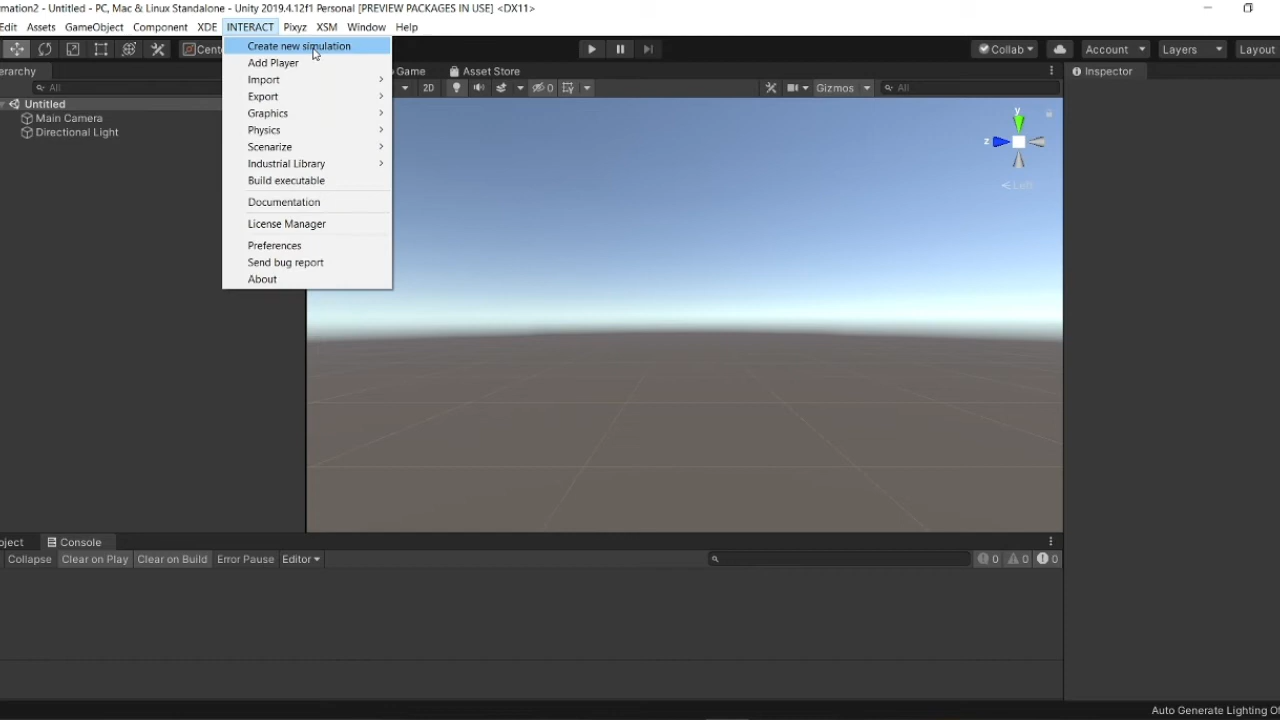 rmation2 - Untitled - PC, Mac & Linux Standalone - Unity 2019.4.12f1 Personal [PREVIEW PACKAGES IN USE] <DX11>
Edit Assets GameObject Component XDE INTERACT Pixyz XSM Window Help
Cente Collab Account Layers Layout
Create new simulation
Add Player
Import
Export
Graphics
Physics
Scenarize
Industrial Library
Build executable
Documentation
License Manager
Preferences
Send bug report
About
erarchy Game Asset Store Inspector
All 2D 0 Gizmos All
Untitled
Main Camera
Directional Light
y
z
Left
oject Console
Collapse Clear on Play Clear on Build Error Pause Editor 0 0 0
Auto Generate Lighting O